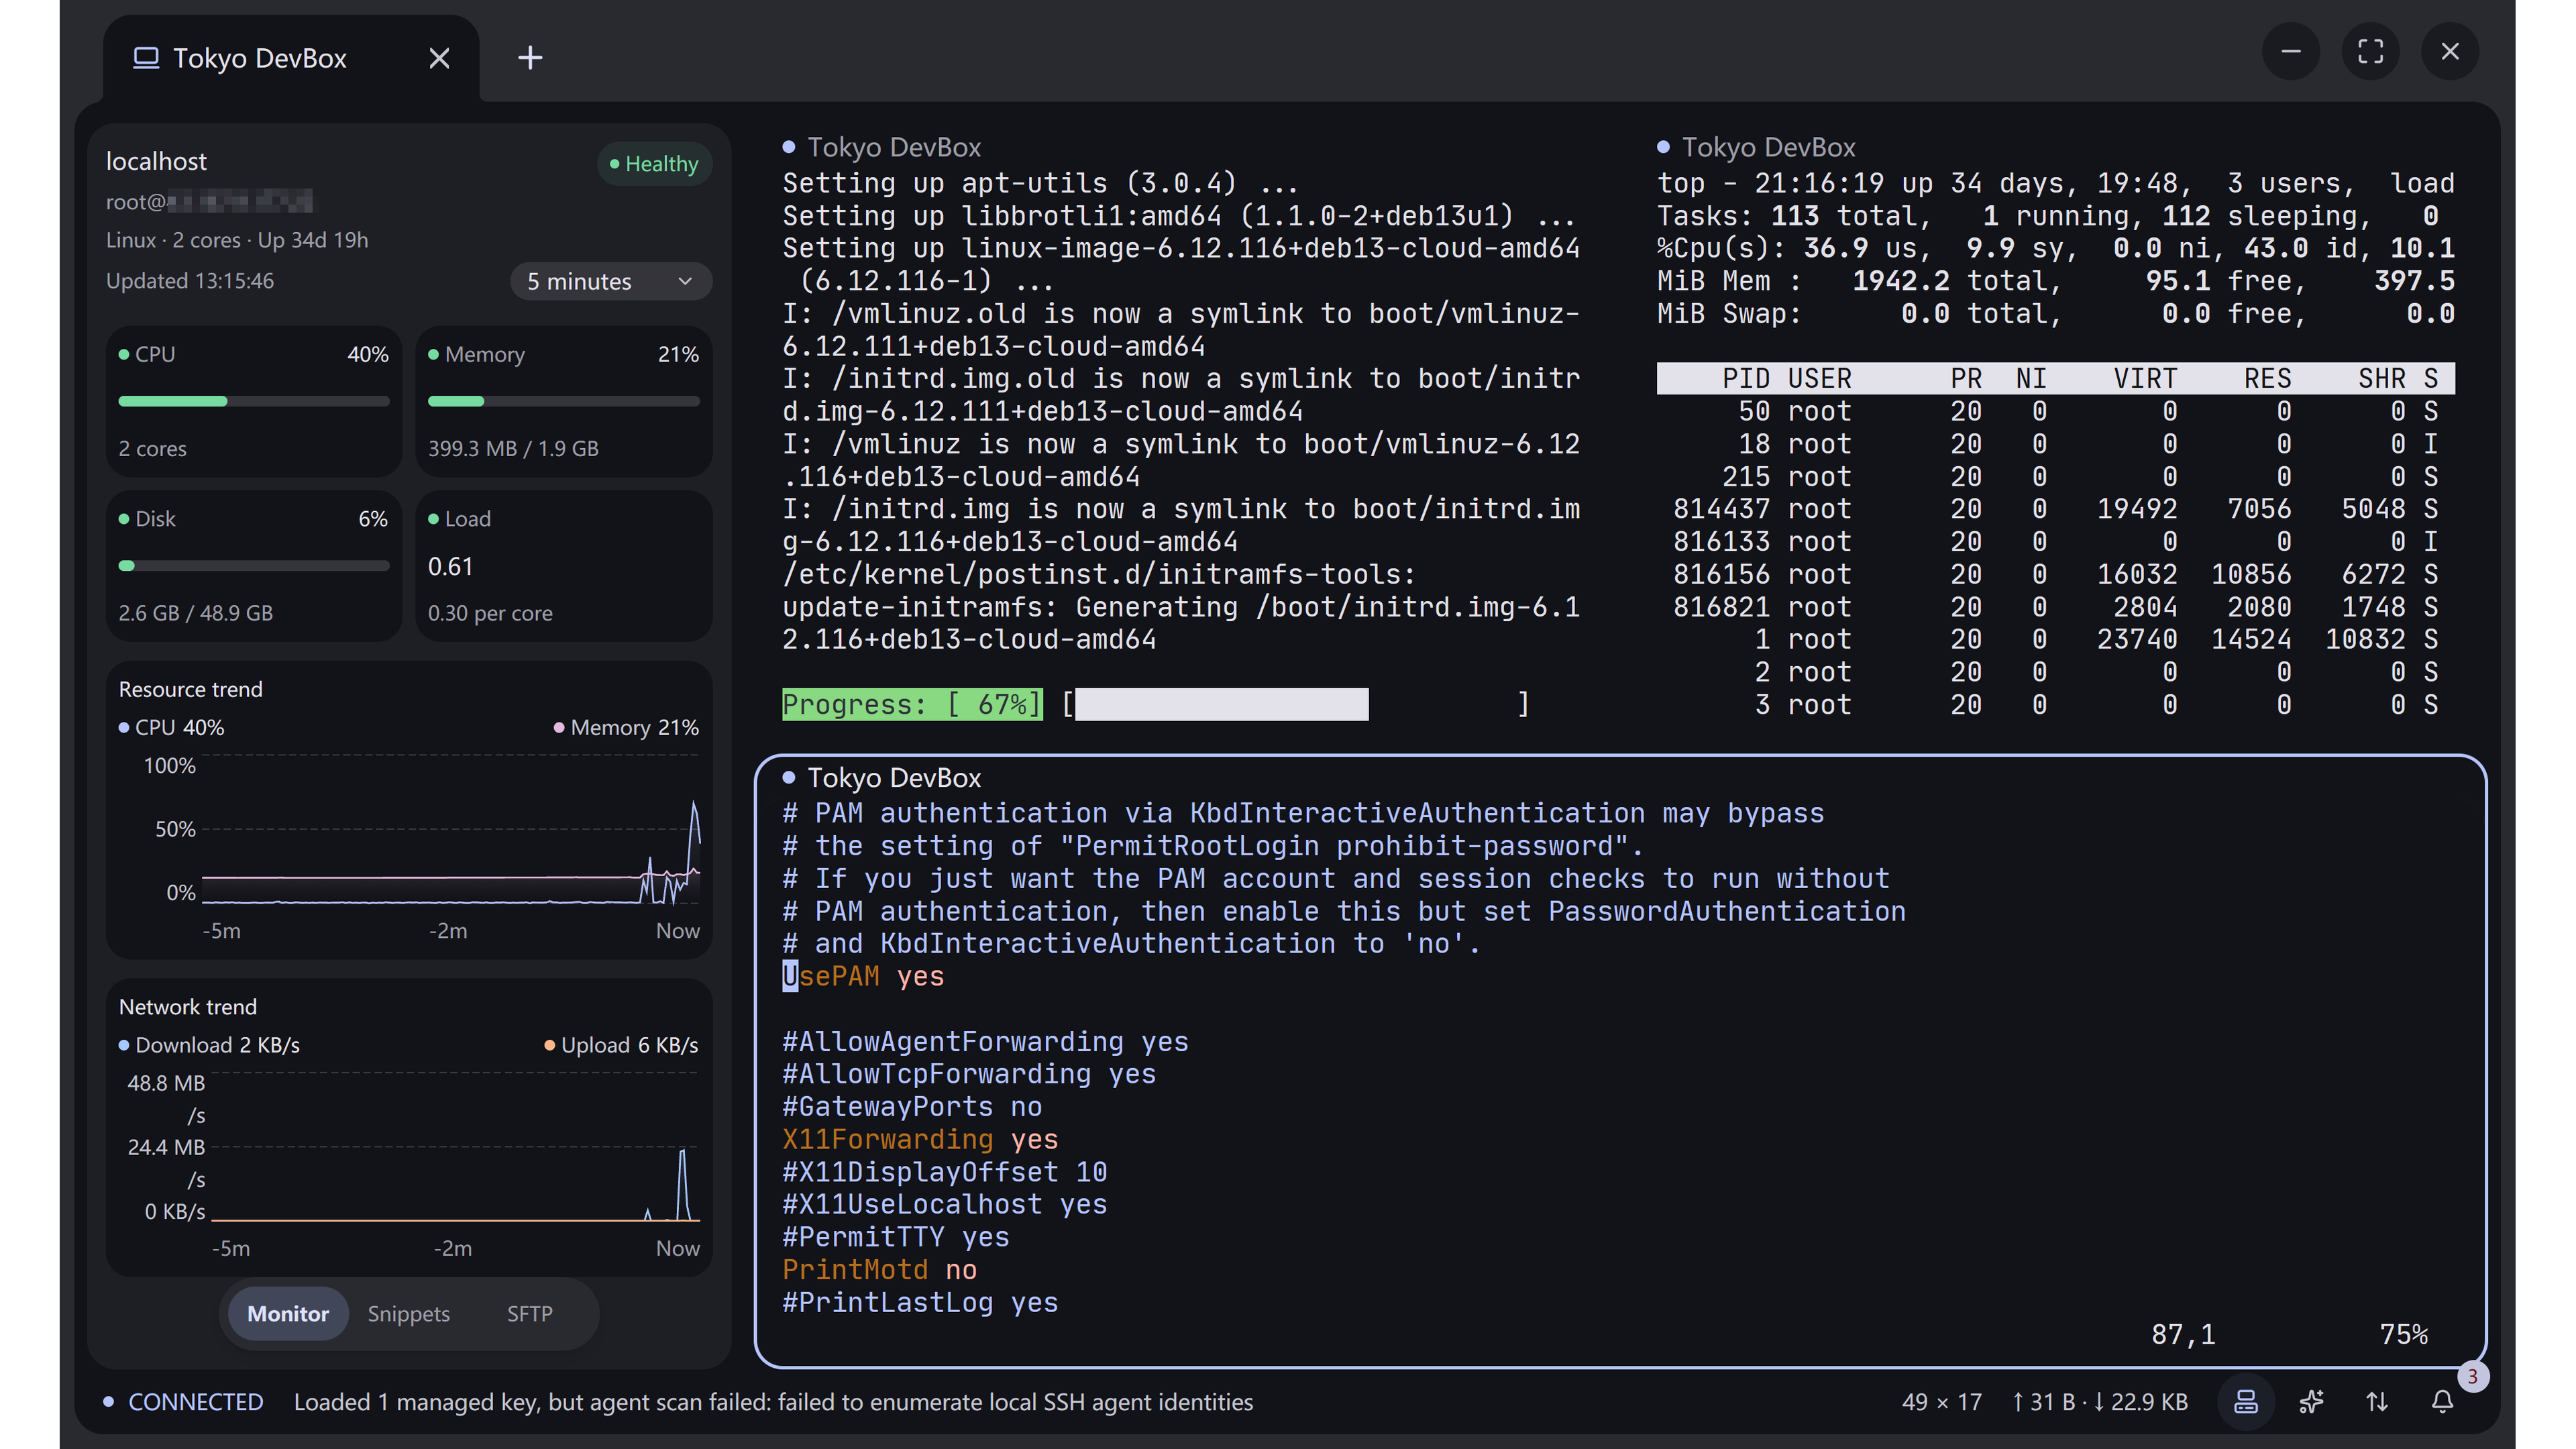 Tokyo DevBox
localhost
Healthy
root@
Linux · 2 cores · Up 34d 19h
Updated 13:15:46
5 minutes
CPU 40%
2 cores
Memory 21%
399.3 MB / 1.9 GB
Disk 6%
2.6 GB / 48.9 GB
Load
0.61
0.30 per core
Resource trend
CPU 40% Memory 21%
100%
50%
0%
-5m -2m Now
Network trend
Download 2 KB/s Upload 6 KB/s
48.8 MB
/s
24.4 MB
/s
0 KB/s
-5m -2m Now
Monitor Snippets SFTP
Tokyo DevBox
Setting up apt-utils (3.0.4) ...
Setting up libbrotli1:amd64 (1.1.0-2+deb13u1) ...
Setting up linux-image-6.12.116+deb13-cloud-amd64
(6.12.116-1) ...
I: /vmlinuz.old is now a symlink to boot/vmlinuz-
6.12.111+deb13-cloud-amd64
I: /initrd.img.old is now a symlink to boot/initr
d.img-6.12.111+deb13-cloud-amd64
I: /vmlinuz is now a symlink to boot/vmlinuz-6.12
.116+deb13-cloud-amd64
I: /initrd.img is now a symlink to boot/initrd.im
g-6.12.116+deb13-cloud-amd64
/etc/kernel/postinst.d/initramfs-tools:
update-initramfs: Generating /boot/initrd.img-6.1
2.116+deb13-cloud-amd64
Progress: [ 67%] [ ]
Tokyo DevBox
top - 21:16:19 up 34 days, 19:48, 3 users, load
Tasks: 113 total, 1 running, 112 sleeping, 0
%Cpu(s): 36.9 us, 9.9 sy, 0.0 ni, 43.0 id, 10.1
MiB Mem : 1942.2 total, 95.1 free, 397.5
MiB Swap: 0.0 total, 0.0 free, 0.0
PID USER PR NI VIRT RES SHR S
50 root 20 0 0 0 0 S
18 root 20 0 0 0 0 I
215 root 20 0 0 0 0 S
814437 root 20 0 19492 7056 5048 S
816133 root 20 0 0 0 0 I
816156 root 20 0 16032 10856 6272 S
816821 root 20 0 2804 2080 1748 S
1 root 20 0 23740 14524 10832 S
2 root 20 0 0 0 0 S
3 root 20 0 0 0 0 S
Tokyo DevBox
# PAM authentication via KbdInteractiveAuthentication may bypass
# the setting of "PermitRootLogin prohibit-password".
# If you just want the PAM account and session checks to run without
# PAM authentication, then enable this but set PasswordAuthentication
# and KbdInteractiveAuthentication to 'no'.
UsePAM yes
#AllowAgentForwarding yes
#AllowTcpForwarding yes
#GatewayPorts no
X11Forwarding yes
#X11DisplayOffset 10
#X11UseLocalhost yes
#PermitTTY yes
PrintMotd no
#PrintLastLog yes
87,1 75%
CONNECTED Loaded 1 managed key, but agent scan failed: failed to enumerate local SSH agent identities
49 × 17 ↑ 31 B · ↓ 22.9 KB
3